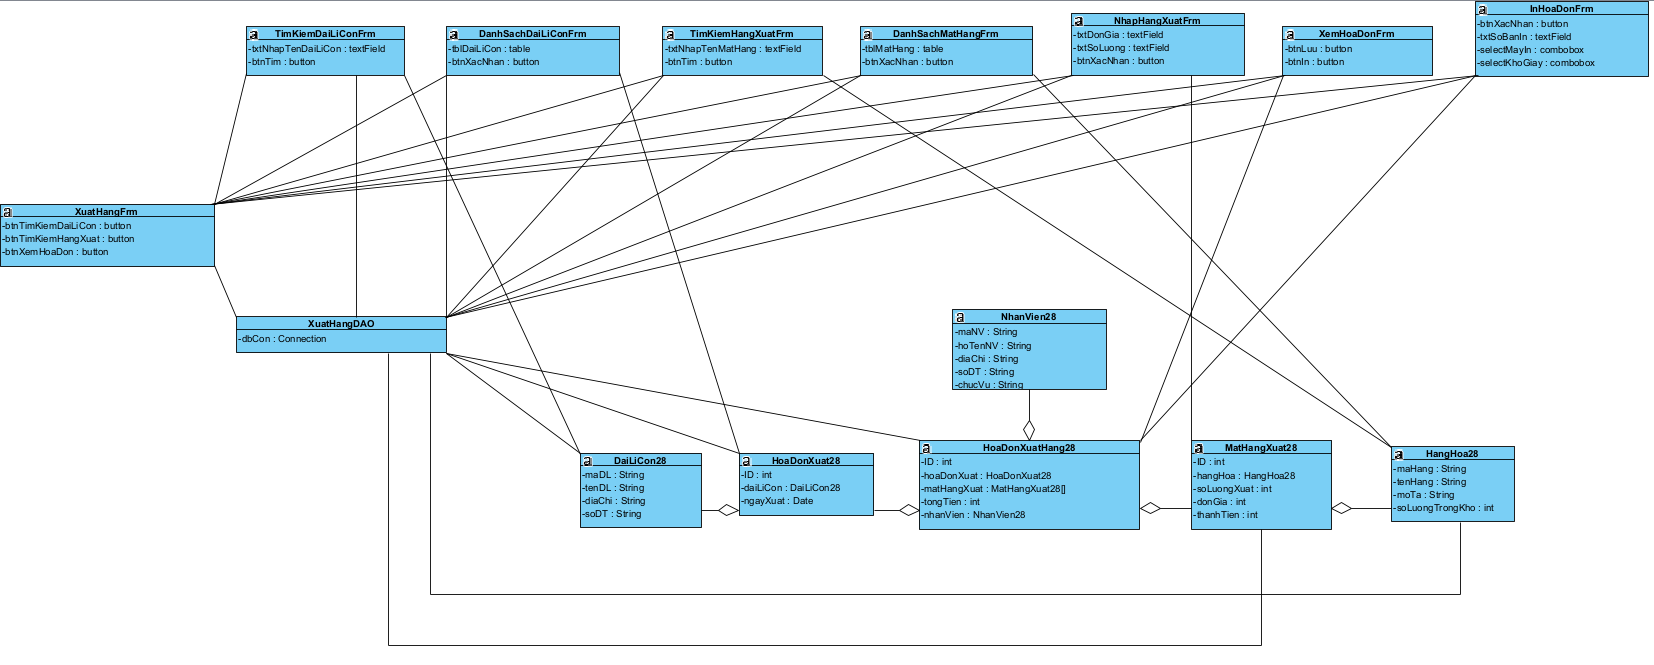 TimKiemDaiLiConFrm
-txtNhapTenDaiLiCon : textField
-btnTim : button
DanhSachDaiLiConFrm
-tblDaiLiCon : table
-btnXacNhan : button
TimKiemHangXuatFrm
-txtNhapTenMatHang : textField
-btnTim : button
DanhSachMatHangFrm
-tblMatHang : table
-btnXacNhan : button
NhapHangXuatFrm
-txtDonGia : textField
-txtSoLuong : textField
-btnXacNhan : button
XemHoaDonFrm
-btnLuu : button
-btnIn : button
InHoaDonFrm
-btnXacNhan : button
-txtSoBanIn : textField
-selectMayIn : combobox
-selectKhoGiay : combobox
XuatHangFrm
-btnTimKiemDaiLiCon : button
-btnTimKiemHangXuat : button
-btnXemHoaDon : button
XuatHangDAO
-dbCon : Connection
NhanVien28
-maNV : String
-hoTenNV : String
-diaChi : String
-soDT : String
-chucVu : String
DaiLiCon28
-maDL : String
-tenDL : String
-diaChi : String
-soDT : String
HoaDonXuat28
-ID : int
-daiLiCon : DaiLiCon28
-ngayXuat : Date
HoaDonXuatHang28
-ID : int
-hoaDonXuat : HoaDonXuat28
-matHangXuat : MatHangXuat28[]
-tongTien : int
-nhanVien : NhanVien28
MatHangXuat28
-ID : int
-hangHoa : HangHoa28
-soLuongXuat : int
-donGia : int
-thanhTien : int
HangHoa28
-maHang : String
-tenHang : String
-moTa : String
-soLuongTrongKho : int